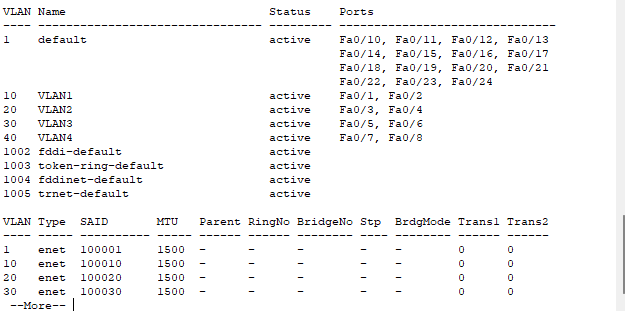 VLAN Name                             Status    Ports
---- -------------------------------- --------- -------------------------------
1    default                          active    Fa0/10, Fa0/11, Fa0/12, Fa0/13
                                                Fa0/14, Fa0/15, Fa0/16, Fa0/17
                                                Fa0/18, Fa0/19, Fa0/20, Fa0/21
                                                Fa0/22, Fa0/23, Fa0/24
10   VLAN1                            active    Fa0/1, Fa0/2
20   VLAN2                            active    Fa0/3, Fa0/4
30   VLAN3                            active    Fa0/5, Fa0/6
40   VLAN4                            active    Fa0/7, Fa0/8
1002 fddi-default                     active
1003 token-ring-default               active
1004 fddinet-default                  active
1005 trnet-default                    active

VLAN Type  SAID       MTU   Parent RingNo BridgeNo Stp  BrdgMode Trans1 Trans2
---- ----- ---------- ----- ------ ------ -------- ---- -------- ------ ------
1    enet  100001     1500  -      -      -        -    -        0      0
10   enet  100010     1500  -      -      -        -    -        0      0
20   enet  100020     1500  -      -      -        -    -        0      0
30   enet  100030     1500  -      -      -        -    -        0      0
 --More--